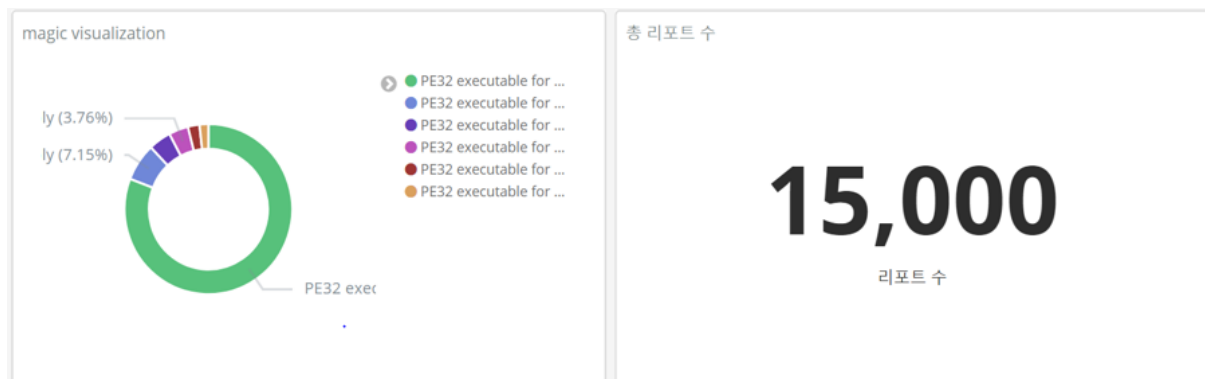 magic visualization
ly (3.76%)
ly (7.15%)
PE32 exec
PE32 executable for ...
PE32 executable for ...
PE32 executable for ...
PE32 executable for ...
PE32 executable for ...
PE32 executable for ...
총 리포트 수
15,000
리포트 수